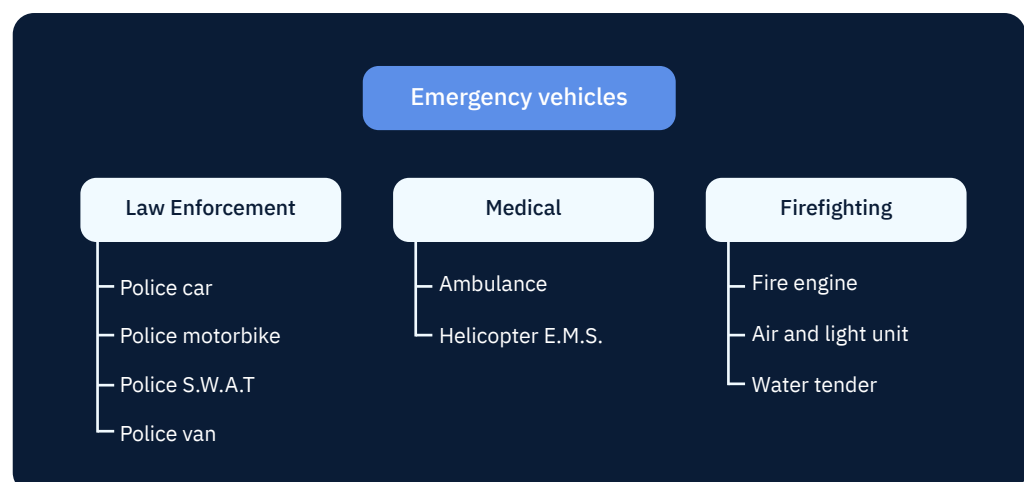 Emergency vehicles
Law Enforcement
Police car
Police motorbike
Police S.W.A.T
Police van
Medical
Ambulance
Helicopter E.M.S.
Firefighting
Fire engine
Air and light unit
Water tender